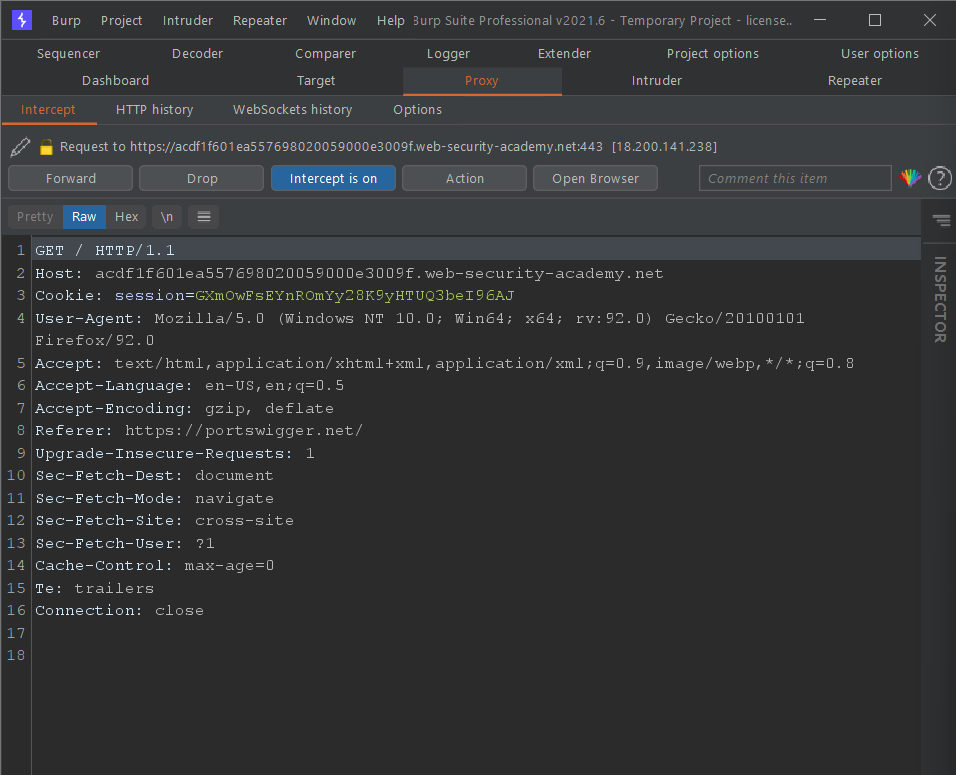 Burp Project Intruder Repeater Window Help Burp Suite Professional v2021.6 - Temporary Project - license..
Sequencer Decoder Comparer Logger Extender Project options User options
Dashboard Target Proxy Intruder Repeater
Intercept HTTP history WebSockets history Options
Request to https://acdf1f601ea557698020059000e3009f.web-security-academy.net:443 [18.200.141.238]
Forward Drop Intercept is on Action Open Browser Comment this item ?
Pretty Raw Hex \n
INSPECTOR
1 GET / HTTP/1.1
2 Host: acdf1f601ea557698020059000e3009f.web-security-academy.net
3 Cookie: session=GXmOwFsEYnROmYy28K9yHTUQ3beI96AJ
4 User-Agent: Mozilla/5.0 (Windows NT 10.0; Win64; x64; rv:92.0) Gecko/20100101
Firefox/92.0
5 Accept: text/html,application/xhtml+xml,application/xml;q=0.9,image/webp,*/*;q=0.8
6 Accept-Language: en-US,en;q=0.5
7 Accept-Encoding: gzip, deflate
8 Referer: https://portswigger.net/
9 Upgrade-Insecure-Requests: 1
10 Sec-Fetch-Dest: document
11 Sec-Fetch-Mode: navigate
12 Sec-Fetch-Site: cross-site
13 Sec-Fetch-User: ?1
14 Cache-Control: max-age=0
15 Te: trailers
16 Connection: close
17
18